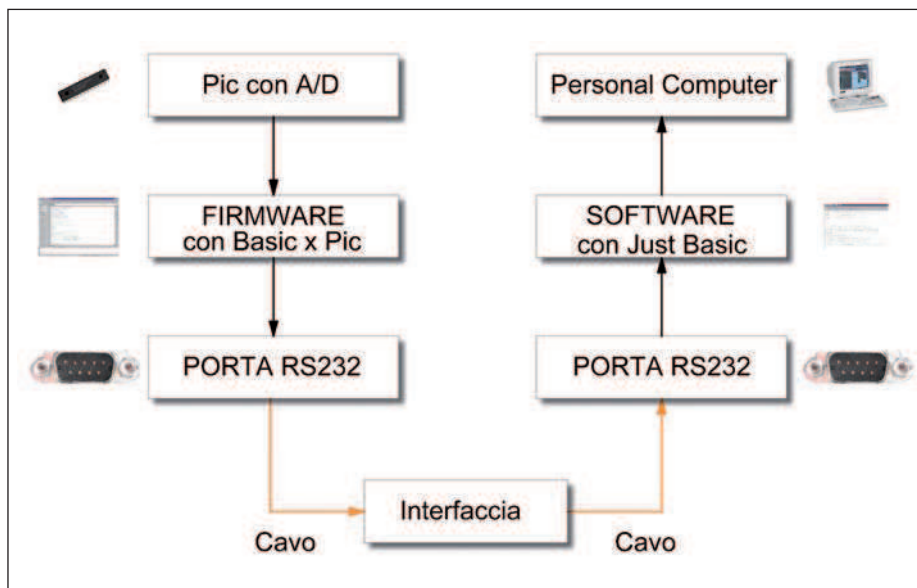 Pic con A/D
FIRMWARE
con Basic x Pic
PORTA RS232
Cavo
Interfaccia
Cavo
PORTA RS232
SOFTWARE
con Just Basic
Personal Computer